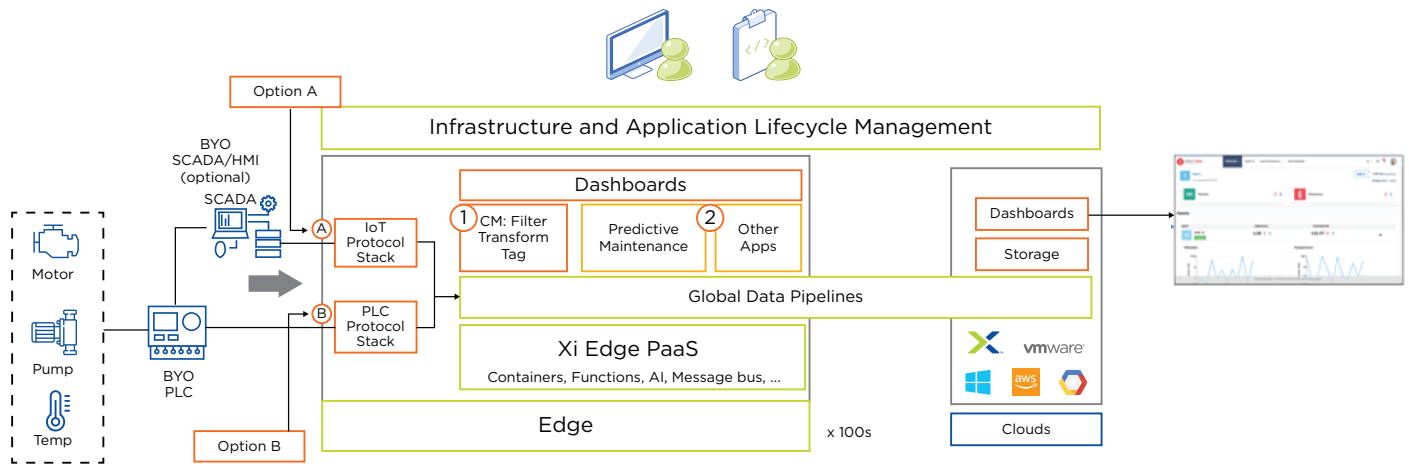 Option A
Infrastructure and Application Lifecycle Management
BYO
SCADA/HMI
(optional)
SCADA
Dashboards
A
IoT
Protocol
Stack
1
CM: Filter
Transform
Tag
Predictive
Maintenance
2
Other
Apps
Dashboards
Storage
Motor
Pump
Temp
BYO
PLC
B
PLC
Protocol
Stack
Global Data Pipelines
Xi Edge PaaS
Containers, Functions, AI, Message bus, ...
vmware
aws
Edge
x 100s
Option B
Clouds